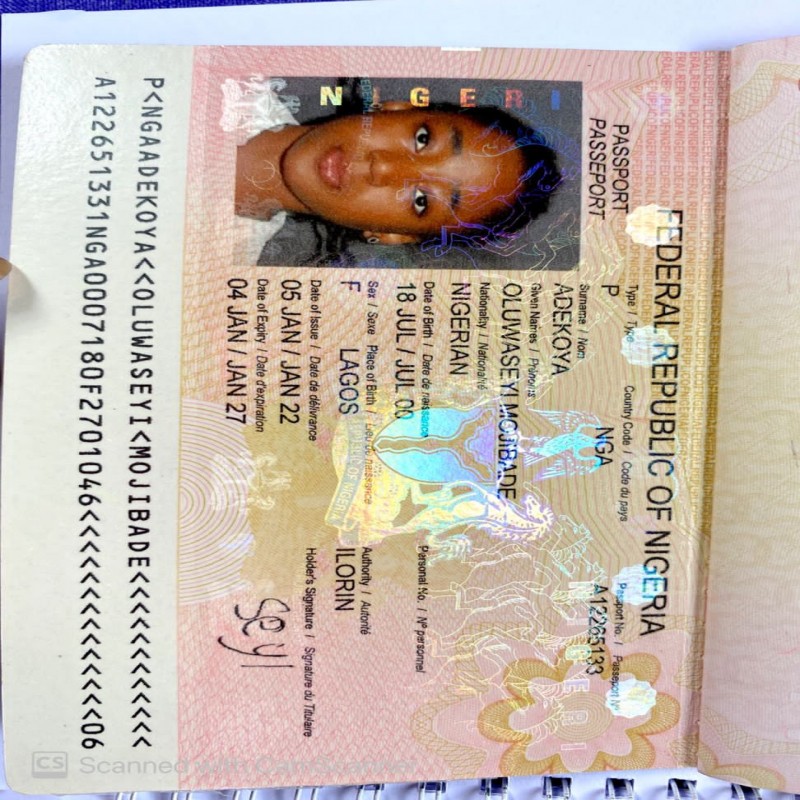 FEDERAL REPUBLIC OF NIGERIA
PASSPORT
PASSEPORT
Type / Type
Country Code / Code du pays
Passport No. / Passeport Nº
P
NGA
A12265133
Surname / Nom
ADEKOYA
Given Names / Prénoms
OLUWASEYI MOJIBADE
Nationality / Nationalité
NIGERIAN
Date of Birth / Date de naissance
Personal No. / Nº personnel
18 JUL / JUL 00
Sex / Sexe
Place of Birth / Lieu de naissance
Authority / Autorité
F
LAGOS
ILORIN
Date of Issue / Date de délivrance
Holder's Signature / Signature du Titulaire
05 JAN / JAN 22
Seyi
Date of Expiry / Date d'expiration
04 JAN / JAN 27
NIGERI
P<NGAADEKOYA<<OLUWASEYI<MOJIBADE<<<<<<<<<<<<
A122651331NGA0007180F2701046<<<<<<<<<<<<<<06
CS Scanned with CamScanner